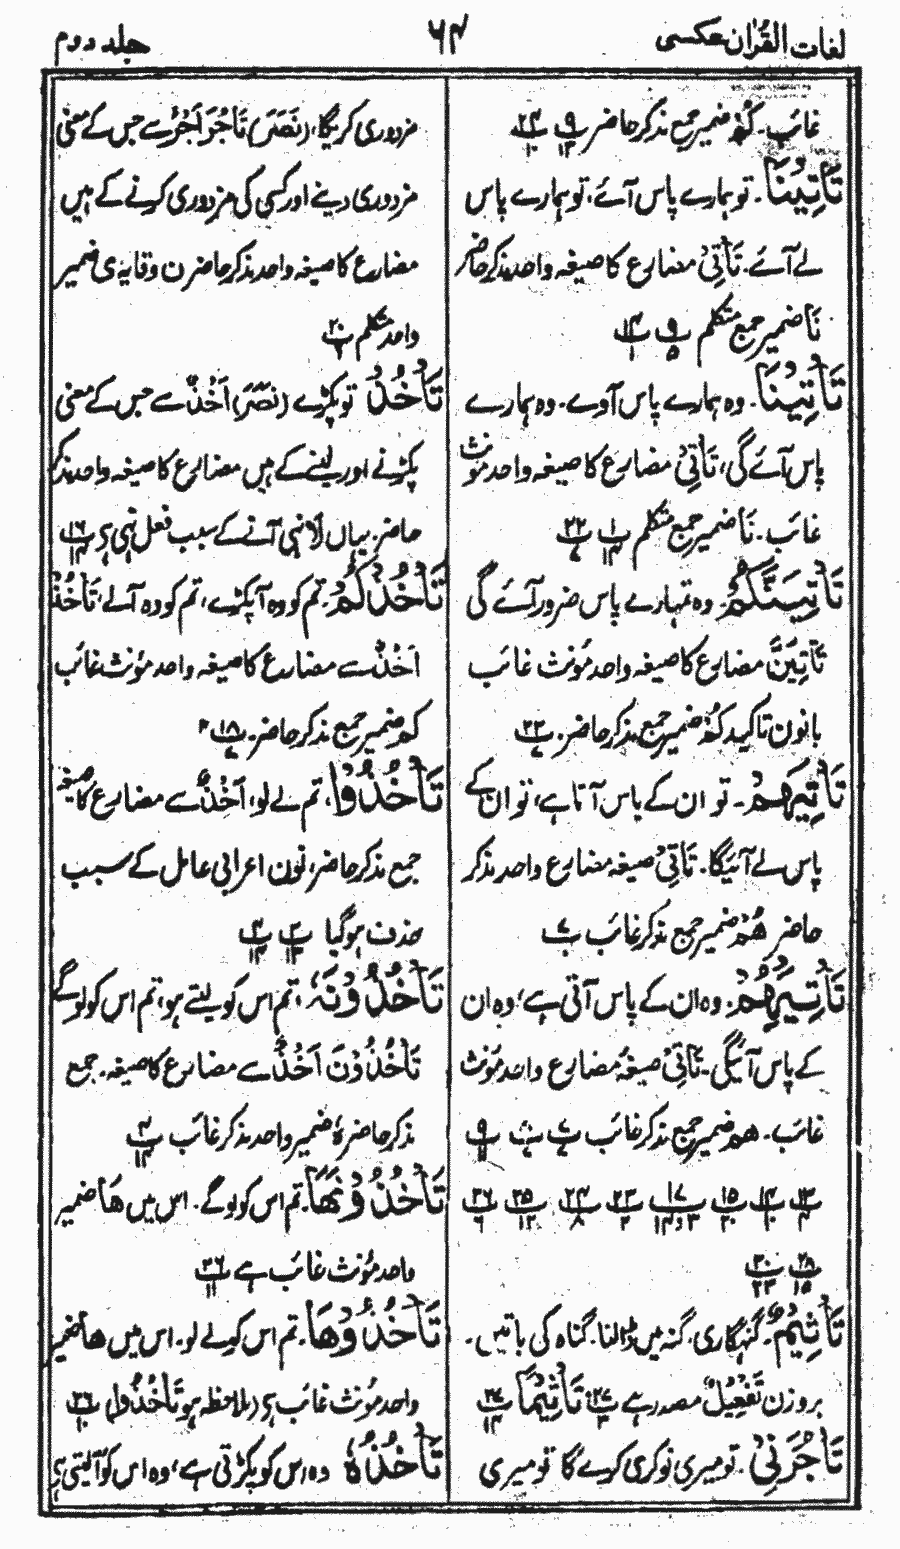 لغات القرٰان عکسی
۶۴
جلد دوم
غائب۔ كُمْ ضمیر جمع مذکر حاضر
تَأْتِيَنَا۔ تو ہمارے پاس آئے، تو ہمارے پاس
لے آئے۔ تَأْتِیْ مضارع کا صیغہ واحد مذکر حاضر
نَا ضمیر جمع متکلم
تَأْتِيْنَا۔ وہ ہمارے پاس آوے۔ وہ ہمارے
پاس آئے گی، تَأْتِیْ مضارع کا صیغہ واحد مؤنث
غائب۔ نَا ضمیر جمع متکلم
تَأْتِيَنَّكُمْ۔ وہ تمہارے پاس ضرور آئے گی
تَأْتِيَنَّ مضارع کا صیغہ واحد مؤنث غائب
بانون تاکید كُمْ ضمیر جمع مذکر حاضر۔
تَأْتِيْهِمْ۔ تو ان کے پاس آتا ہے، تو ان کے
پاس لے آئیگا۔ تَأْتِیْ صیغہ مضارع واحد مذکر
حاضر هُمْ ضمیر جمع مذکر غائب
تَأْتِيْهِمْ۔ وہ ان کے پاس آتی ہے، وہ ان
کے پاس آئیگی۔ تَأْتِیْ صیغہ مضارع واحد مؤنث
غائب۔ هم ضمیر جمع مذکر غائب
تَأْثِيْمٌ۔ گنہگاری۔ گنہ میں ڈالنا۔ گناہ کی باتیں۔
بروزن تَفْعِيْلٌ مصدر ہے تَأْثِيْمًا
تَأْجُرَنِيْ۔ تو میری نوکری کرے گا تو میری
مزدوری کریگا، (نَصَرَ) تَأْجُرَ اَجْرٌ سے جس کے معنی
مزدوری دینے اور کسی کی مزدوری کرنے کے ہیں
مضارع کا صیغہ واحد مذکر حاضر ن وقایہ ی ضمیر
واحد متکلم
تَأْخُذْ تو پکڑے (نَصَرَ) اَخْذٌ سے جس کے معنی
پکڑنے اور لینے کے ہیں مضارع کا صیغہ واحد مذکر
حاضر۔ یہاں لَا نہی آنے کے سبب فعل نہی ہے
تَأْخُذْكُمْ۔ تم کو وہ آپکڑے، تم کو وہ آلے، تَأْخُذْ
اَخْذٌ سے مضارع کا صیغہ واحد مؤنث غائب
کم ضمیر جمع مذکر حاضر۔
تَأْخُذُوْا، تم لے لو، اَخْذٌ سے مضارع کا صیغہ
جمع مذکر حاضر، نون اعرابی عامل کے سبب
حذف ہوگیا
تَأْخُذُوْنَهٗ، تم اس کو لیتے ہو، تم اس کو لوگے
تَأْخُذُوْنَ اَخْذٌ سے مضارع کا صیغہ۔ جمع
مذکر حاضر هٗ ضمیر واحد مذکر غائب
تَأْخُذُوْنَهَا۔ تم اس کو لوگے۔ اس میں هَا ضمیر
واحد مؤنث غائب ہے
تَأْخُذُوْهَا۔ تم اس کو لے لو۔ اس میں ها ضمیر
واحد مؤنث غائب ہے (ملاحظہ ہو تَأْخُذُوْا)
تَأْخُذُهٗ وہ اس کو پکڑتی ہے، وہ اس کو آلیتی ہے